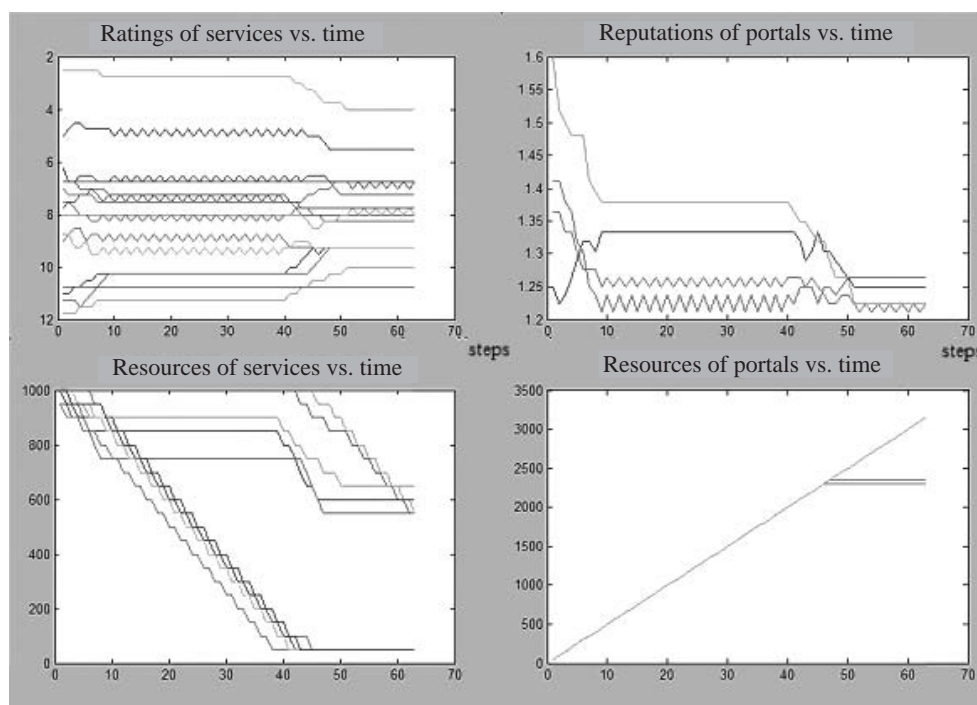 Ratings of services vs. time
2
4
6
8
10
12
0 10 20 30 40 50 60 70
steps
Reputations of portals vs. time
1.6
1.55
1.5
1.45
1.4
1.35
1.3
1.25
1.2
0 10 20 30 40 50 60 70
steps
Resources of services vs. time
1000
800
600
400
200
0
0 10 20 30 40 50 60 70
Resources of portals vs. time
3500
3000
2500
2000
1500
1000
500
0
0 10 20 30 40 50 60 70